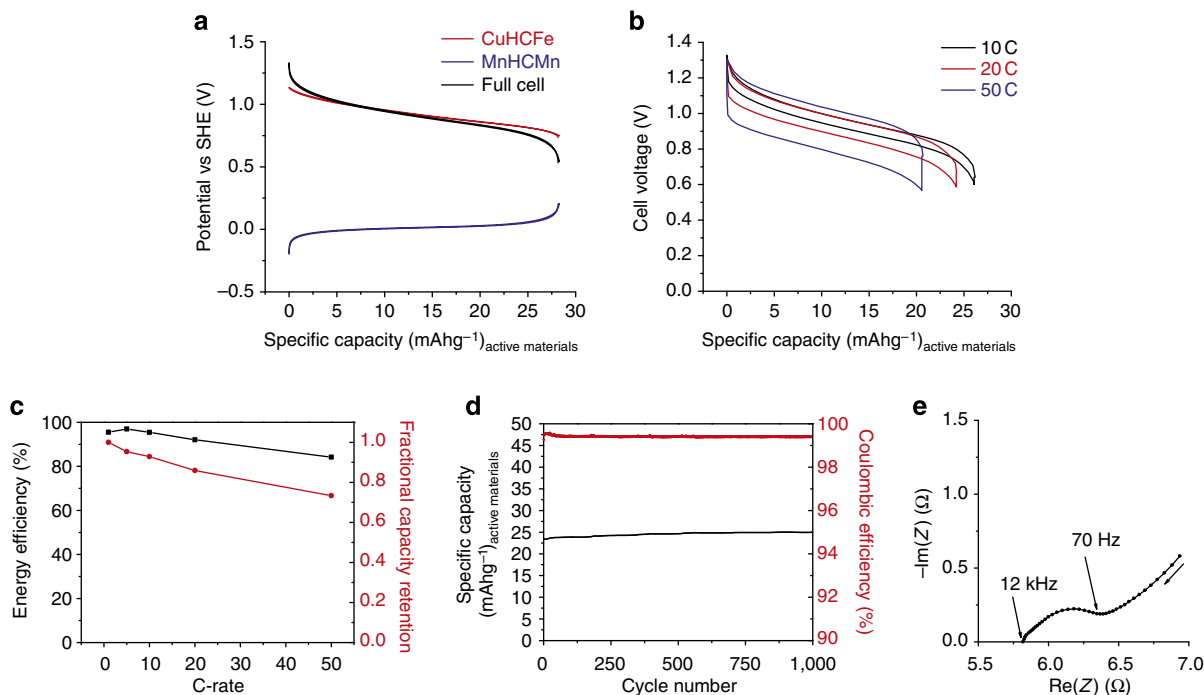 a
CuHCFe
MnHCMn
Full cell
Potential vs SHE (V)
1.5
1.0
0.5
0.0
–0.5
0 5 10 15 20 25 30
Specific capacity (mAhg–1)active materials
b
10 C
20 C
50 C
Cell voltage (V)
1.4
1.2
1.0
0.8
0.6
0.4
0.2
0.0
0 5 10 15 20 25 30
Specific capacity (mAhg–1)active materials
c
Energy efficiency (%)
100
80
60
40
20
0
0 10 20 30 40 50
C-rate
Fractional capacity retention
1.0
0.8
0.6
0.4
0.2
0.0
d
Specific capacity
(mAhg–1)active materials
50
45
40
35
30
25
20
15
10
5
0
0 250 500 750 1,000
Cycle number
Coulombic efficiency (%)
100
98
96
95
94
92
90
e
–Im(Z) (Ω)
1.5
1.0
0.5
0.0
12 kHz
70 Hz
5.5 6.0 6.5 7.0
Re(Z) (Ω)